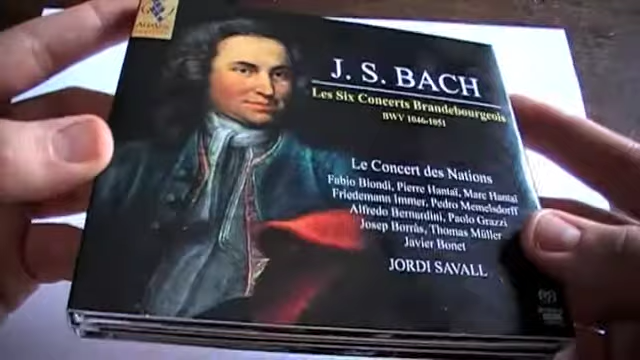 J. S. BACH
Les Six Concerts Brandebourgeois
BWV 1046-1051
Le Concert des Nations
Fabio Biondi, Pierre Hantaï, Marc Hantaï
Friedemann Immer, Pedro Memelsdorff
Alfredo Bernardini, Paolo Grazzi
Josep Borràs, Thomas Müller
Javier Bonet
JORDI SAVALL